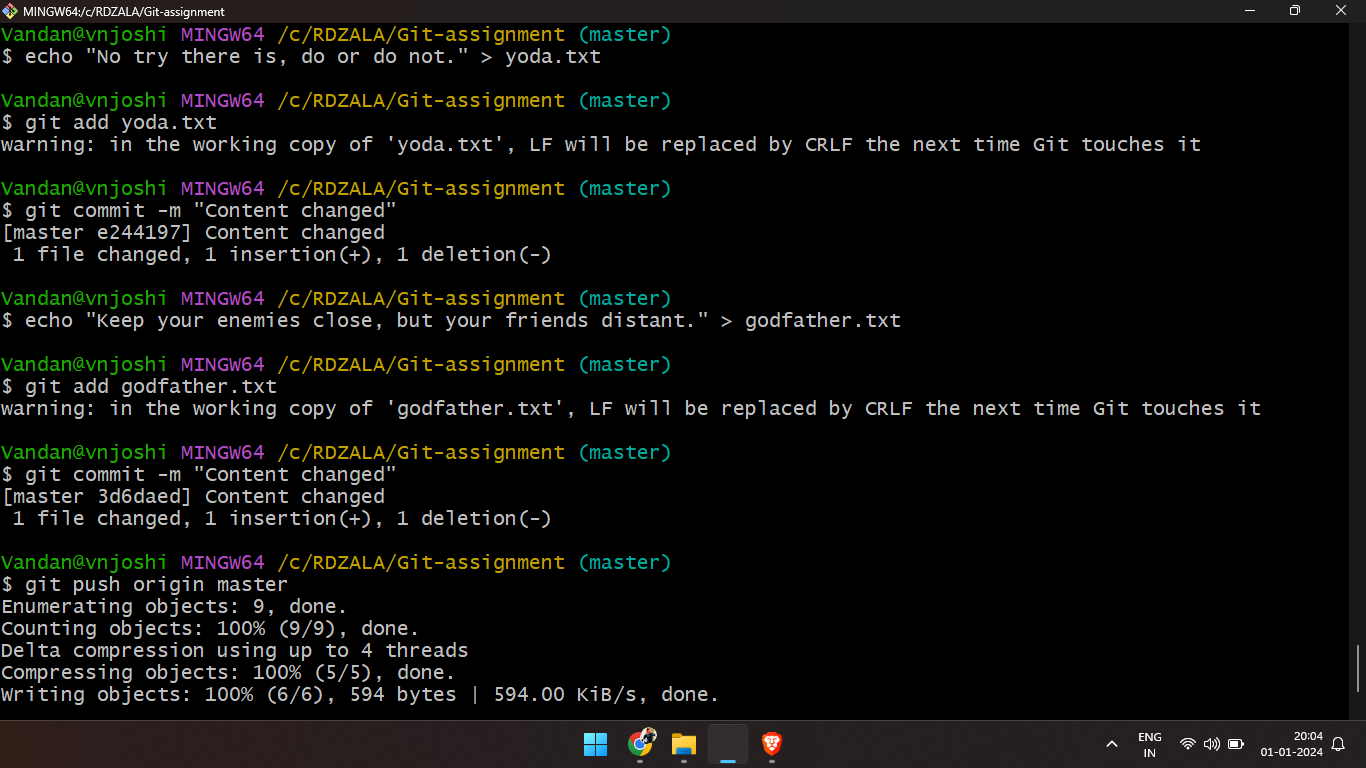 MINGW64:/c/RDZALA/Git-assignment
Vandan@vnjoshi MINGW64 /c/RDZALA/Git-assignment (master)
$ echo "No try there is, do or do not." > yoda.txt
Vandan@vnjoshi MINGW64 /c/RDZALA/Git-assignment (master)
$ git add yoda.txt
warning: in the working copy of 'yoda.txt', LF will be replaced by CRLF the next time Git touches it
Vandan@vnjoshi MINGW64 /c/RDZALA/Git-assignment (master)
$ git commit -m "Content changed"
[master e244197] Content changed
 1 file changed, 1 insertion(+), 1 deletion(-)
Vandan@vnjoshi MINGW64 /c/RDZALA/Git-assignment (master)
$ echo "Keep your enemies close, but your friends distant." > godfather.txt
Vandan@vnjoshi MINGW64 /c/RDZALA/Git-assignment (master)
$ git add godfather.txt
warning: in the working copy of 'godfather.txt', LF will be replaced by CRLF the next time Git touches it
Vandan@vnjoshi MINGW64 /c/RDZALA/Git-assignment (master)
$ git commit -m "Content changed"
[master 3d6daed] Content changed
 1 file changed, 1 insertion(+), 1 deletion(-)
Vandan@vnjoshi MINGW64 /c/RDZALA/Git-assignment (master)
$ git push origin master
Enumerating objects: 9, done.
Counting objects: 100% (9/9), done.
Delta compression using up to 4 threads
Compressing objects: 100% (5/5), done.
Writing objects: 100% (6/6), 594 bytes | 594.00 KiB/s, done.
ENG
IN
20:04
01-01-2024